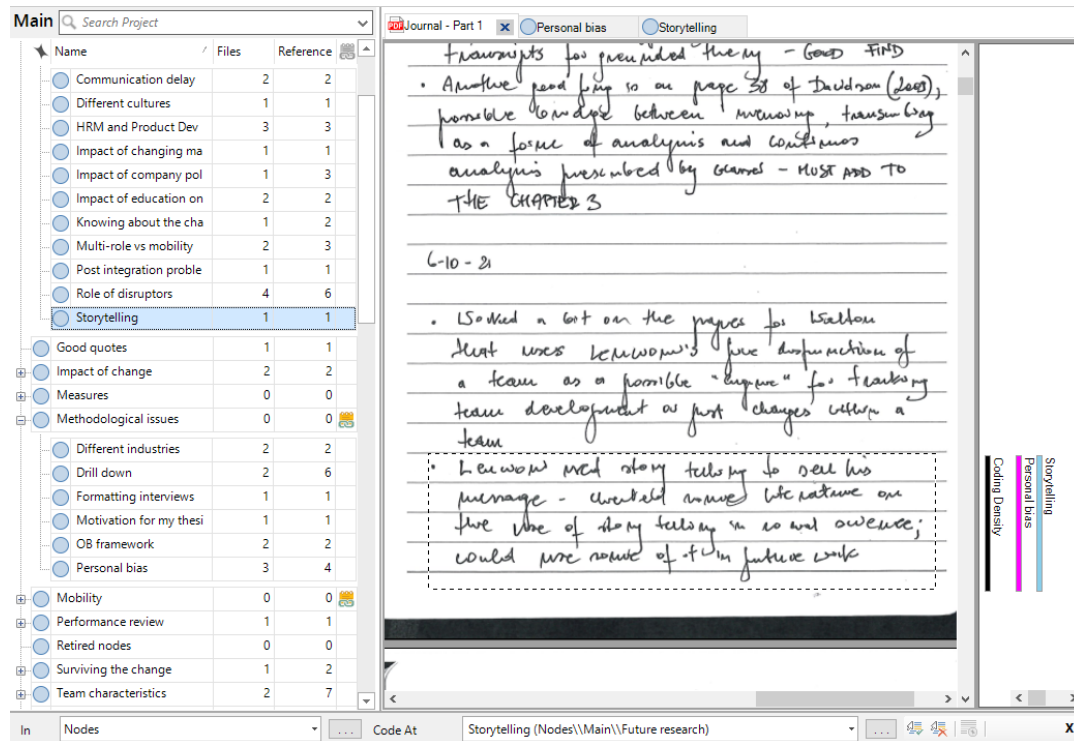 Main
Search Project
Name Files Reference
Communication delay 2 2
Different cultures 1 1
HRM and Product Dev 3 3
Impact of changing ma 1 1
Impact of company pol 1 3
Impact of education on 2 2
Knowing about the cha 1 2
Multi-role vs mobility 2 3
Post integration proble 1 1
Role of disruptors 4 6
Storytelling 1 1
Good quotes 1 1
Impact of change 2 2
Measures 0 0
Methodological issues 0 0
Different industries 2 2
Drill down 2 6
Formatting interviews 1 1
Motivation for my thesi 1 1
OB framework 2 2
Personal bias 3 4
Mobility 0 0
Performance review 1 1
Retired nodes 0 0
Surviving the change 1 2
Team characteristics 2 7
PDF Journal - Part 1 X Personal bias Storytelling
transcripts for grounded theory - GOOD FIND
• Another good find is on page 38 of Davidson (2009),
possible bridge between memoing, transcribing
as a form of analysis and continuos
analysis prescribed by Glaser - MUST ADD TO
THE CHAPTER 3
6-10-21
• Worked a bit on the papers for Walton
that uses five disfunction of
a team as a possible "engine" for tracking
team development as post changes within a
team
• used story telling to sell his
message - checked some literature on
the use of story telling in social science;
could use some of it in future work
Storytelling
Personal bias
Coding Density
In Nodes ... Code At Storytelling (Nodes\\Main\\Future research) ... X